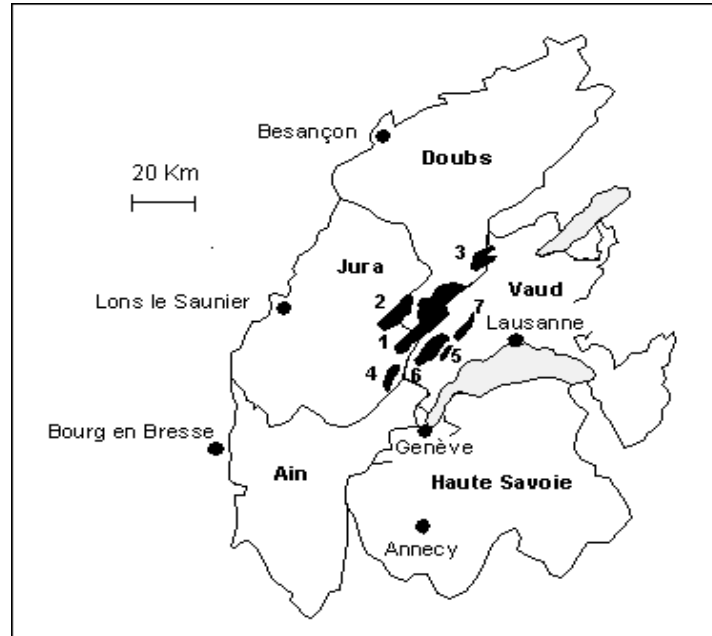 Besançon
Doubs
20 Km
3
Jura
Vaud
Lons le Saunier
2
7
Lausanne
1
5
4
6
Bourg en Bresse
Genève
Ain
Haute Savoie
Annecy